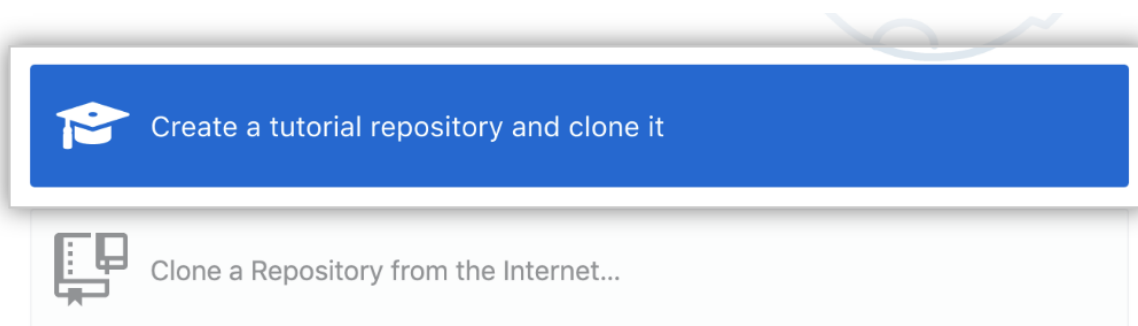 Create a tutorial repository and clone it
Clone a Repository from the Internet...